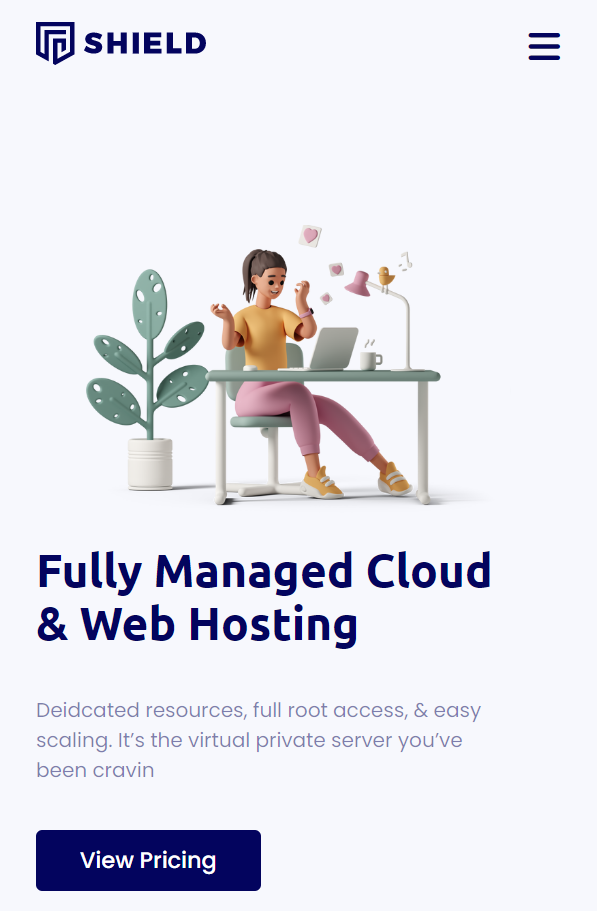 SHIELD
Fully Managed Cloud
& Web Hosting
Deidcated resources, full root access, & easy
scaling. It’s the virtual private server you’ve
been cravin
View Pricing